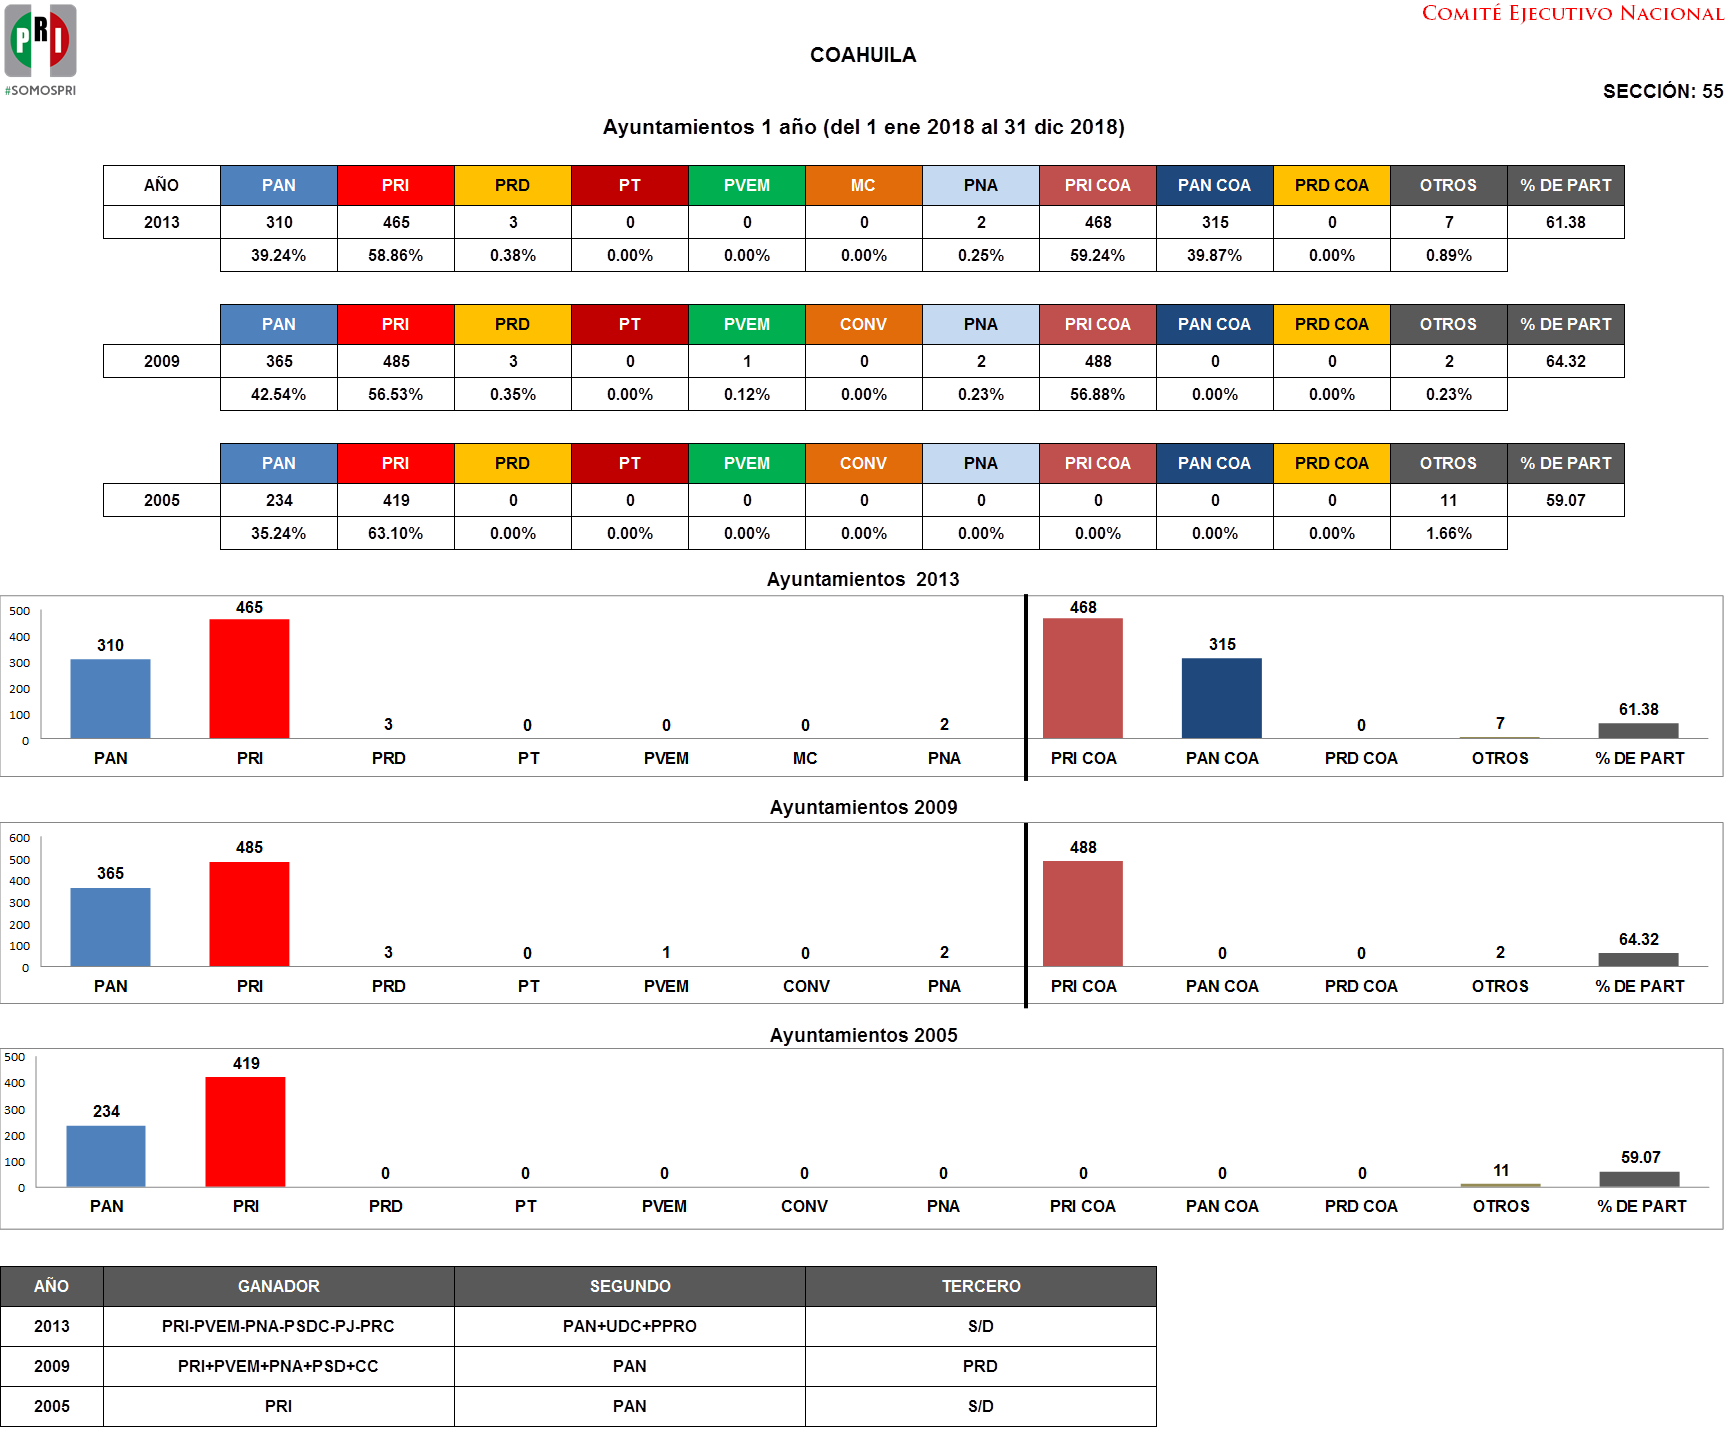 PRI
#SOMOSPRI
COMITÉ EJECUTIVO NACIONAL
COAHUILA
SECCIÓN: 55
Ayuntamientos 1 año (del 1 ene 2018 al 31 dic 2018)
AÑO PAN PRI PRD PT PVEM MC PNA PRI COA PAN COA PRD COA OTROS % DE PART
2013 310 465 3 0 0 0 2 468 315 0 7 61.38
39.24% 58.86% 0.38% 0.00% 0.00% 0.00% 0.25% 59.24% 39.87% 0.00% 0.89%
PAN PRI PRD PT PVEM CONV PNA PRI COA PAN COA PRD COA OTROS % DE PART
2009 365 485 3 0 1 0 2 488 0 0 2 64.32
42.54% 56.53% 0.35% 0.00% 0.12% 0.00% 0.23% 56.88% 0.00% 0.00% 0.23%
PAN PRI PRD PT PVEM CONV PNA PRI COA PAN COA PRD COA OTROS % DE PART
2005 234 419 0 0 0 0 0 0 0 0 11 59.07
35.24% 63.10% 0.00% 0.00% 0.00% 0.00% 0.00% 0.00% 0.00% 0.00% 1.66%
Ayuntamientos 2013
500
400
300
200
100
0
310 465 3 0 0 0 2 468 315 0 7 61.38
PAN PRI PRD PT PVEM MC PNA PRI COA PAN COA PRD COA OTROS % DE PART
Ayuntamientos 2009
600
500
400
300
200
100
0
365 485 3 0 1 0 2 488 0 0 2 64.32
PAN PRI PRD PT PVEM CONV PNA PRI COA PAN COA PRD COA OTROS % DE PART
Ayuntamientos 2005
500
400
300
200
100
0
234 419 0 0 0 0 0 0 0 0 11 59.07
PAN PRI PRD PT PVEM CONV PNA PRI COA PAN COA PRD COA OTROS % DE PART
AÑO GANADOR SEGUNDO TERCERO
2013 PRI-PVEM-PNA-PSDC-PJ-PRC PAN+UDC+PPRO S/D
2009 PRI+PVEM+PNA+PSD+CC PAN PRD
2005 PRI PAN S/D